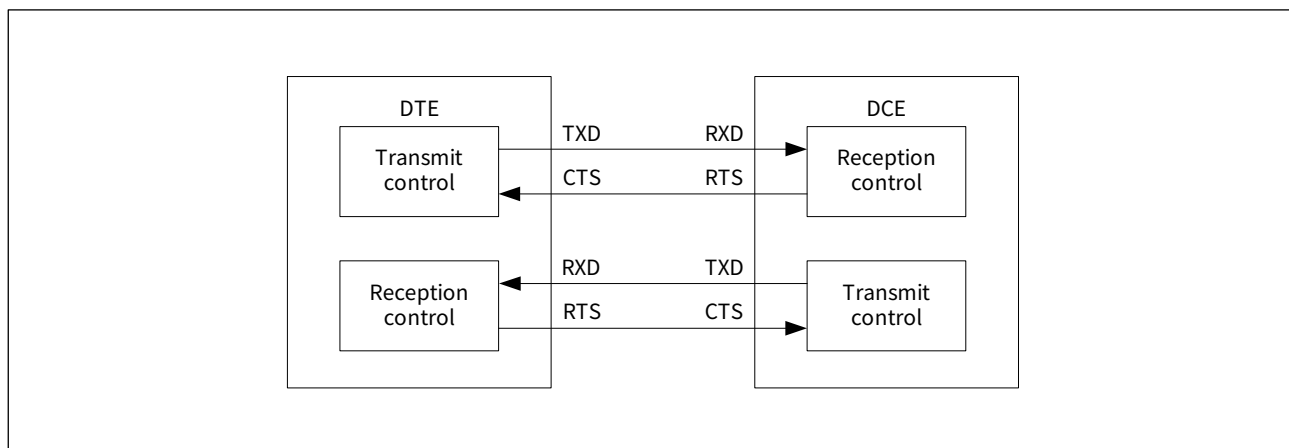 DTE
DCE
TXD
RXD
Transmit
control
Reception
control
CTS
RTS
RXD
TXD
Reception
control
Transmit
control
RTS
CTS